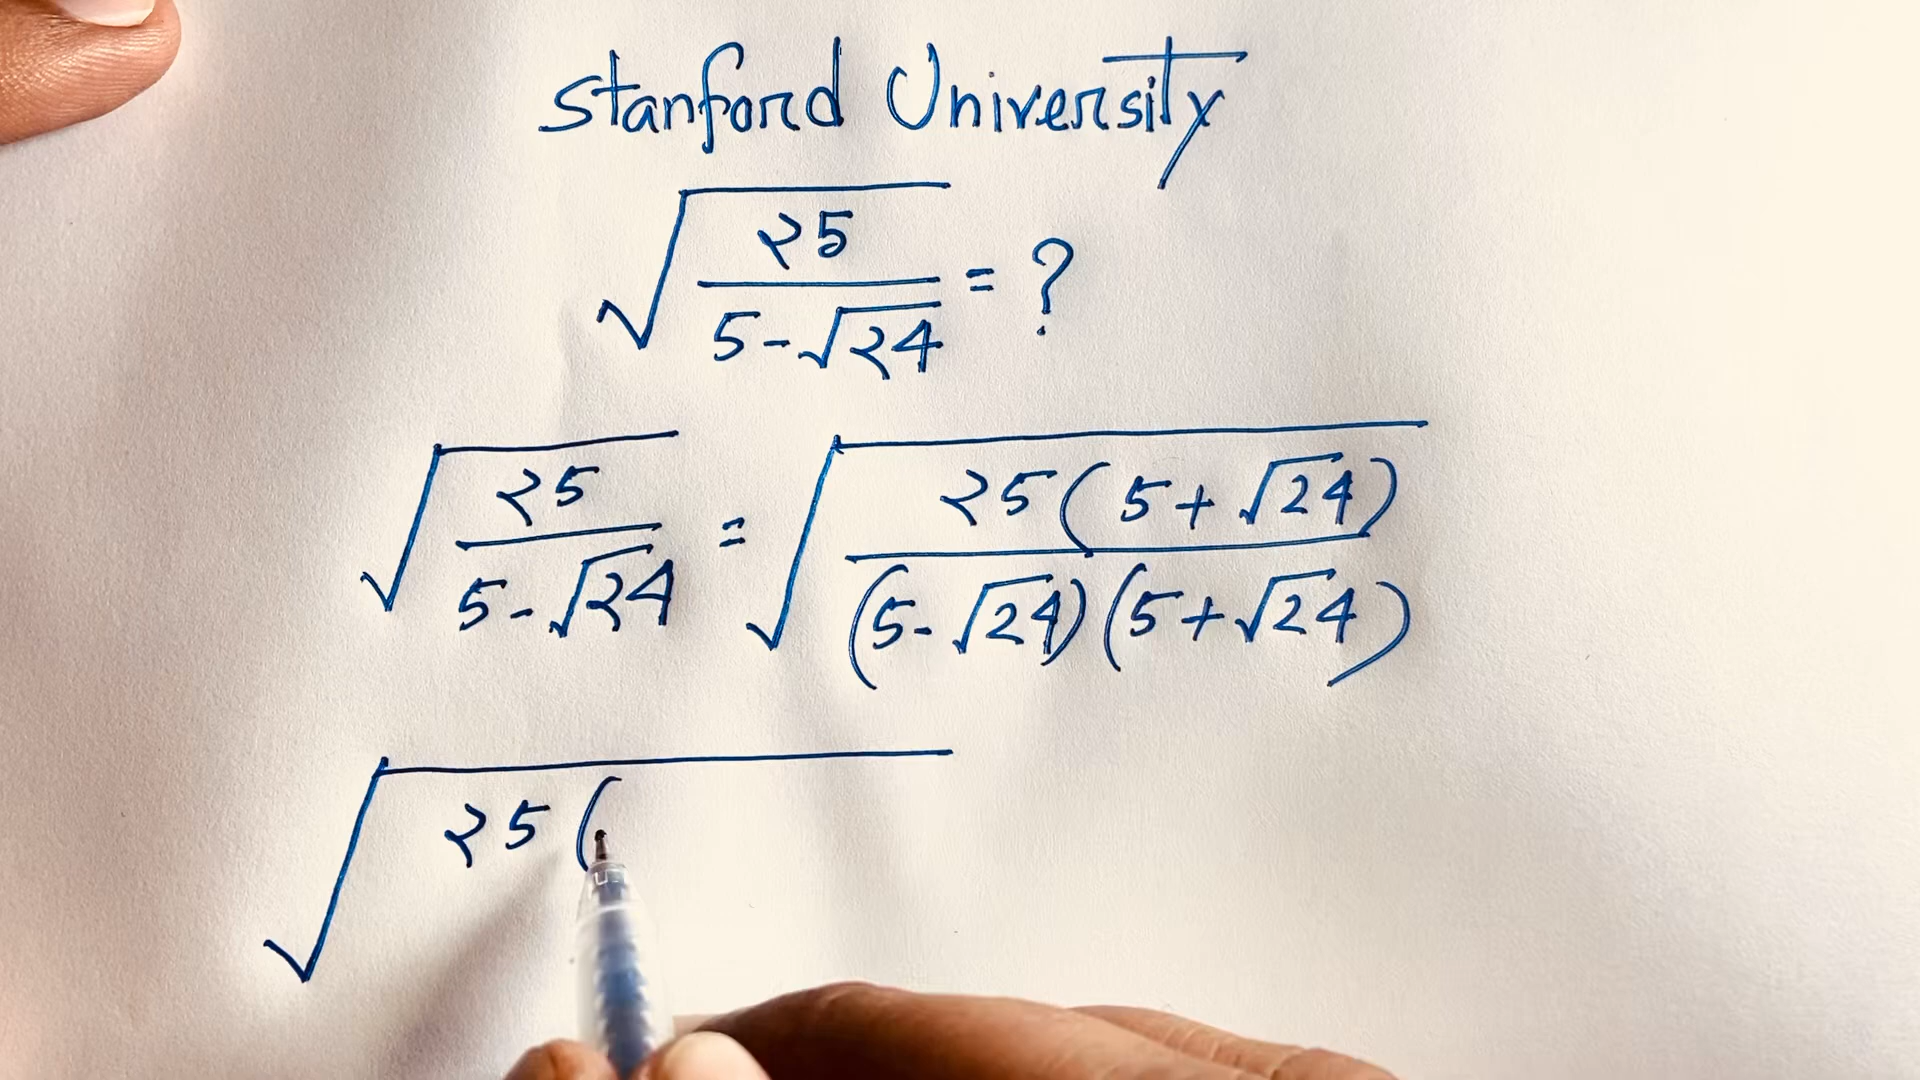 Stanford University
√(25/(5-√24)) = ?
√(25/(5-√24)) = √(25(5+√24)/((5-√24)(5+√24)))
√(25(